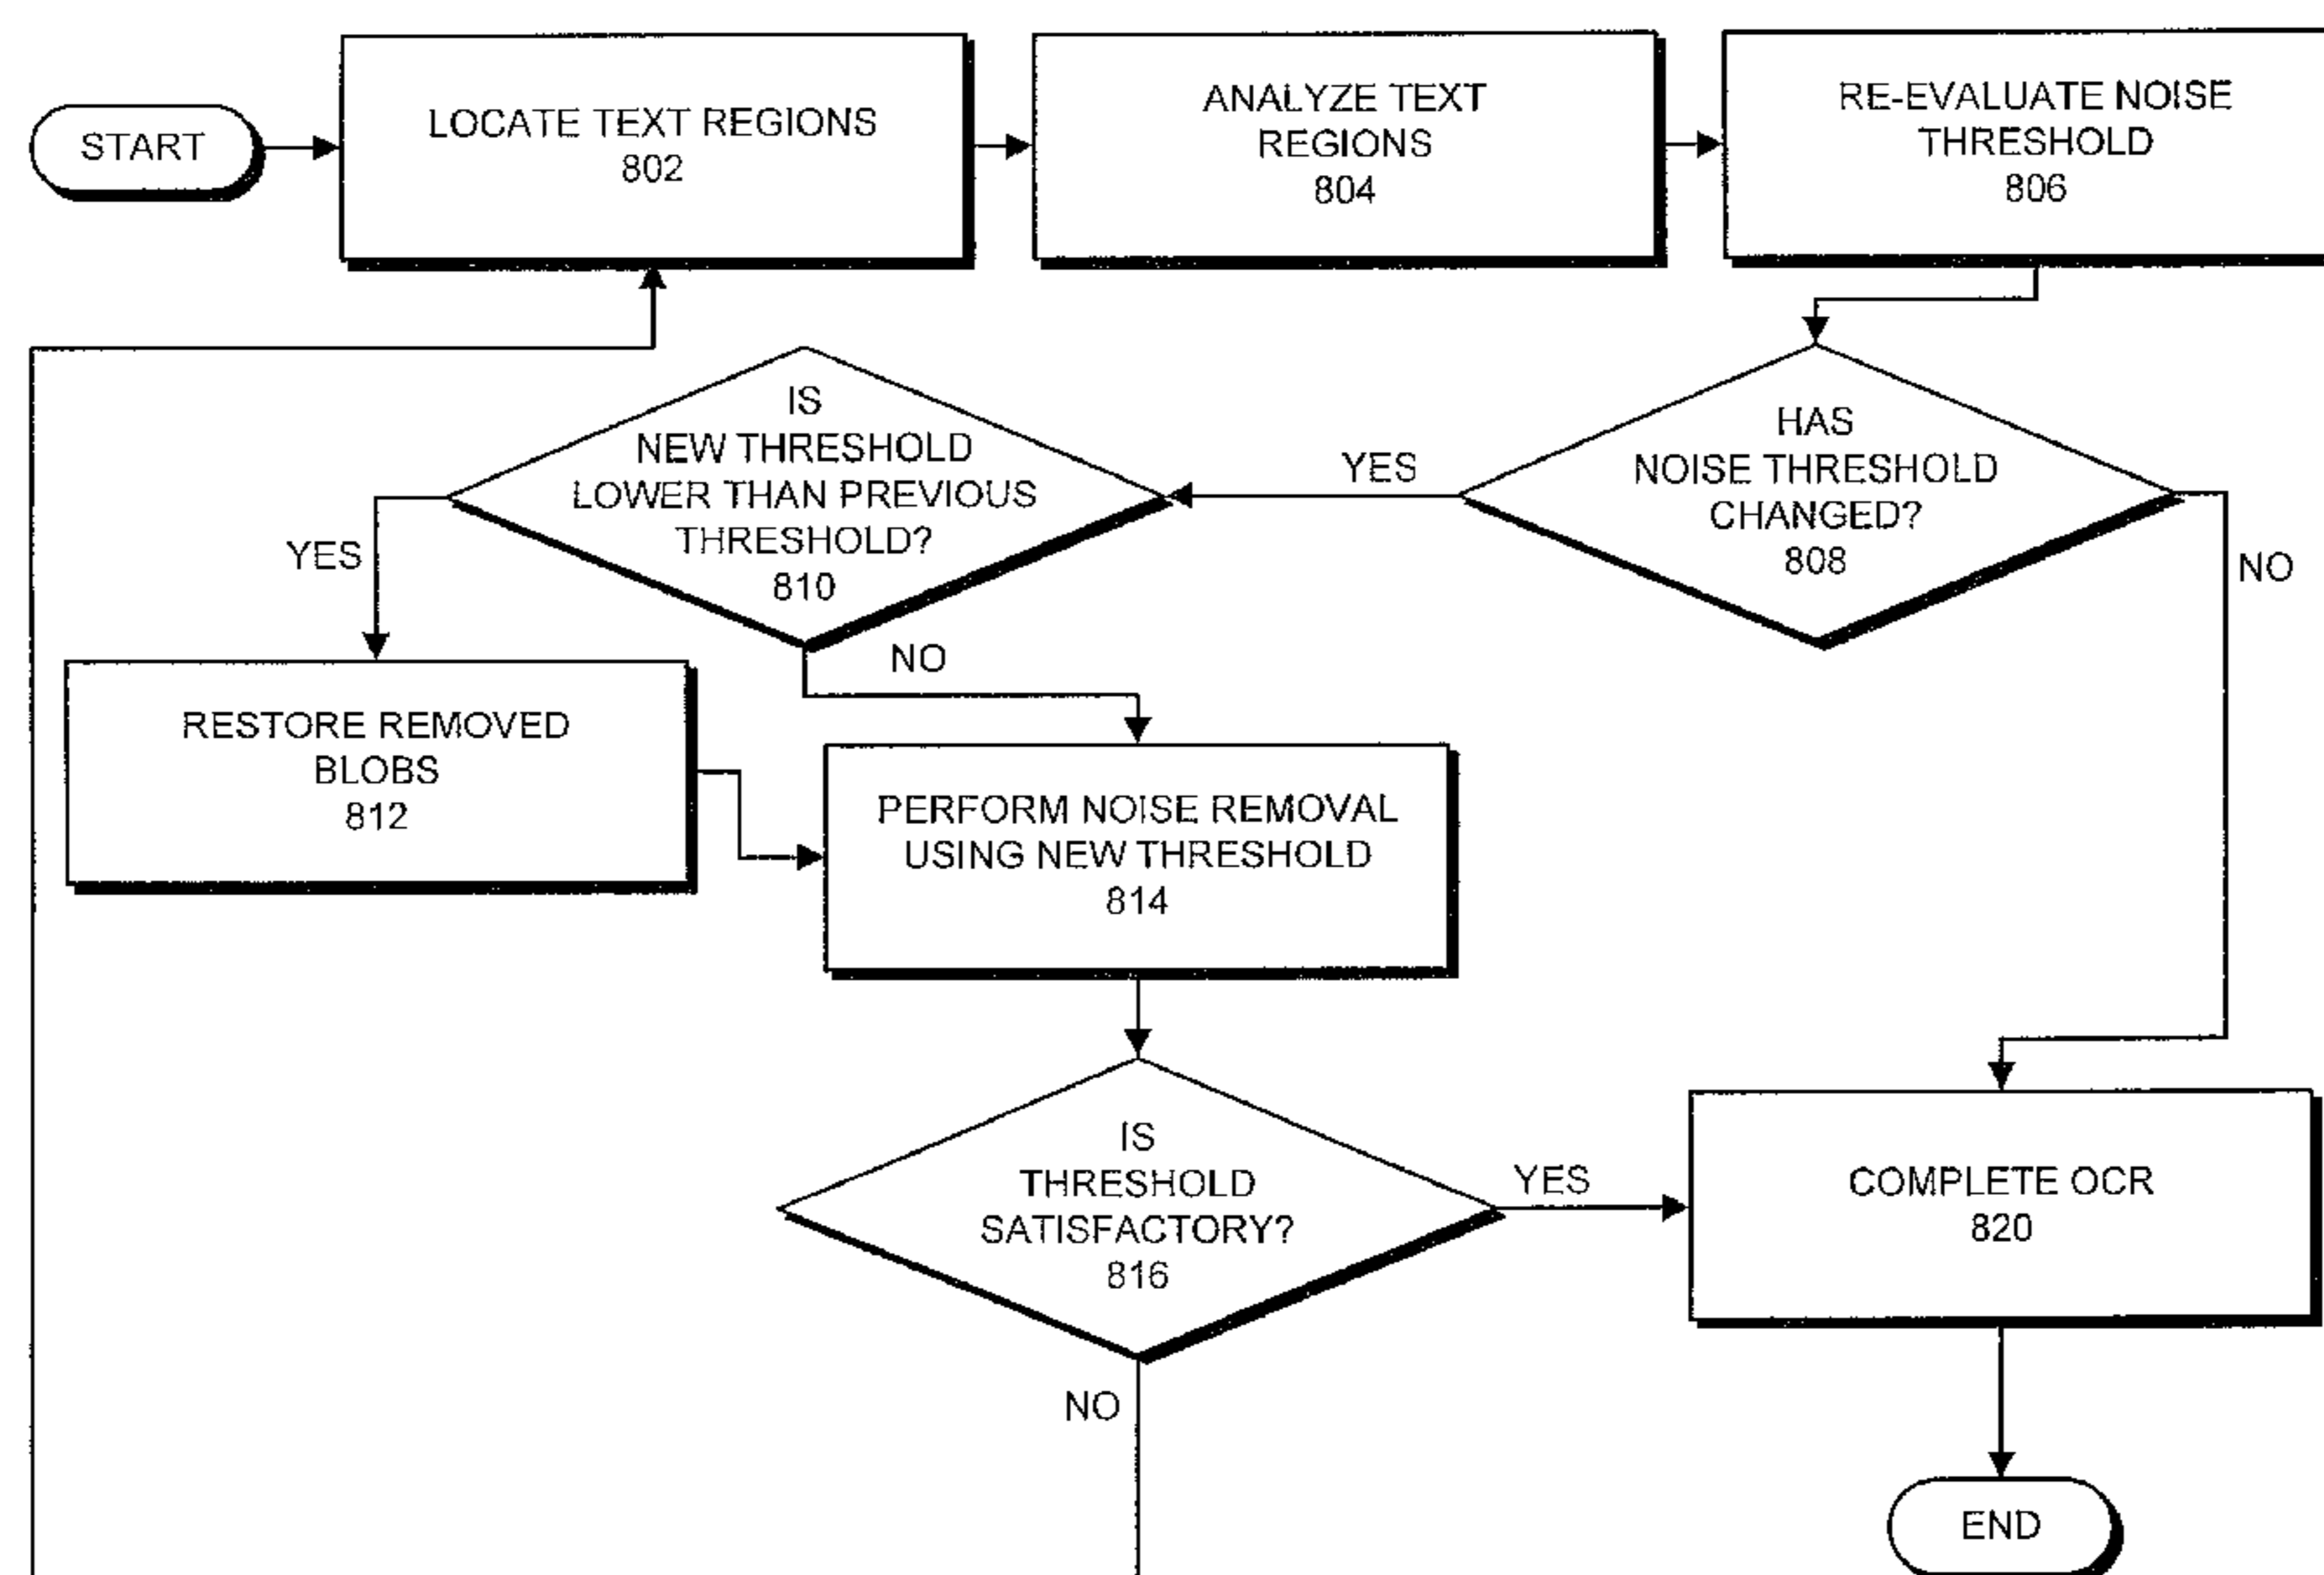 START
LOCATE TEXT REGIONS
802
ANALYZE TEXT
REGIONS
804
RE-EVALUATE NOISE
THRESHOLD
806
HAS
NOISE THRESHOLD
CHANGED?
808
YES
NO
IS
NEW THRESHOLD
LOWER THAN PREVIOUS
THRESHOLD?
810
YES
NO
RESTORE REMOVED
BLOBS
812
PERFORM NOISE REMOVAL
USING NEW THRESHOLD
814
IS
THRESHOLD
SATISFACTORY?
816
YES
NO
COMPLETE OCR
820
END